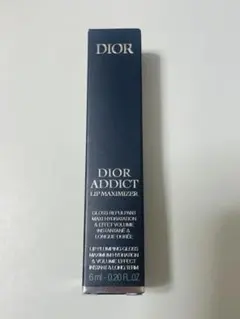 DIOR
DIOR
ADDICT
LIP MAXIMIZER
GLOSS REPULPANT
MAXI HYDRATATION
& EFFET VOLUME
INSTANTANÉ &
LONGUE DURÉE
LIP PLUMPING GLOSS
MAXIMUM HYDRATION
& VOLUME EFFECT
INSTANT & LONG TERM
6 ml - 0.20 FL. OZ